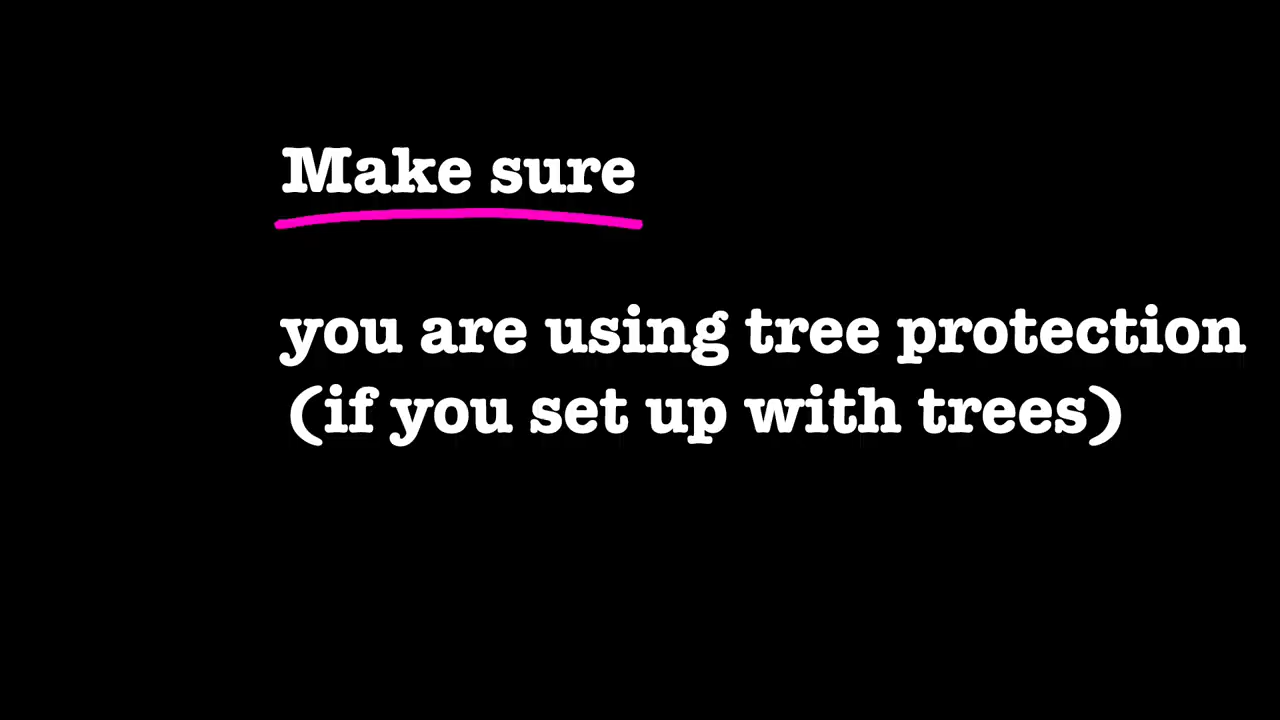 Make sure
you are using tree protection
(if you set up with trees)